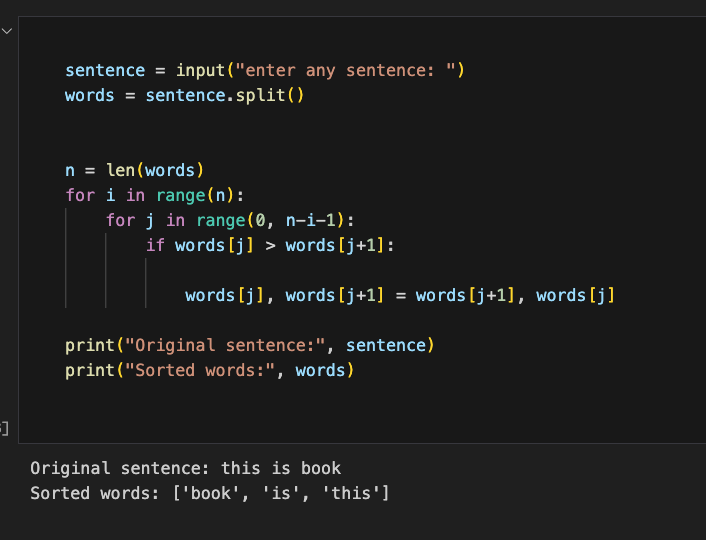 sentence = input("enter any sentence: ")
words = sentence.split()
n = len(words)
for i in range(n):
    for j in range(0, n-i-1):
        if words[j] > words[j+1]:
            words[j], words[j+1] = words[j+1], words[j]
print("Original sentence:", sentence)
print("Sorted words:", words)
]
Original sentence: this is book
Sorted words: ['book', 'is', 'this']